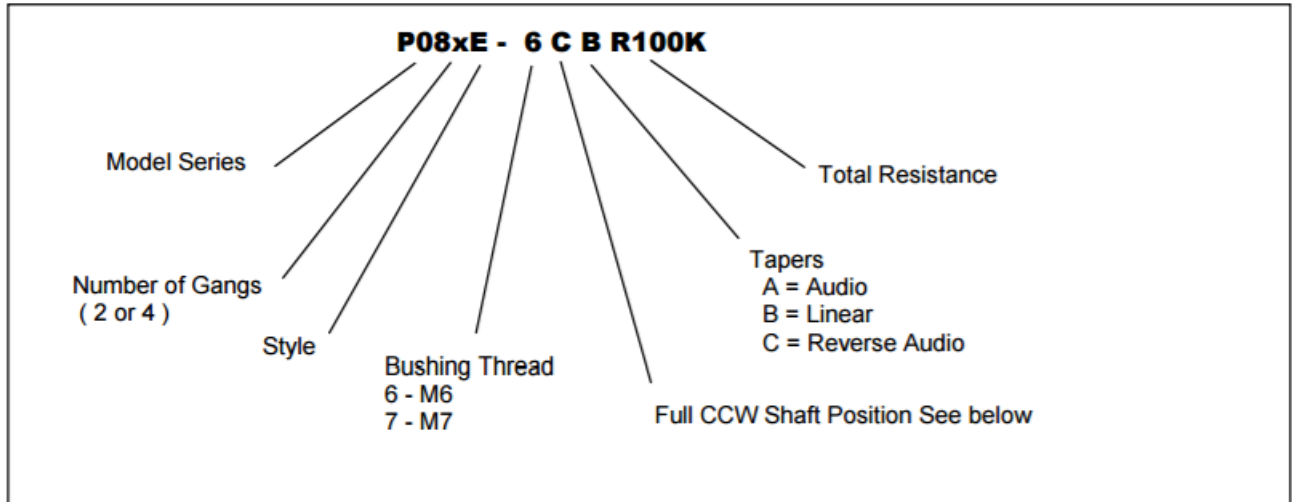 P08xE - 6 C B R100K
Model Series
Total Resistance
Number of Gangs
( 2 or 4 )
Style
Bushing Thread
6 - M6
7 - M7
Tapers
A = Audio
B = Linear
C = Reverse Audio
Full CCW Shaft Position See below